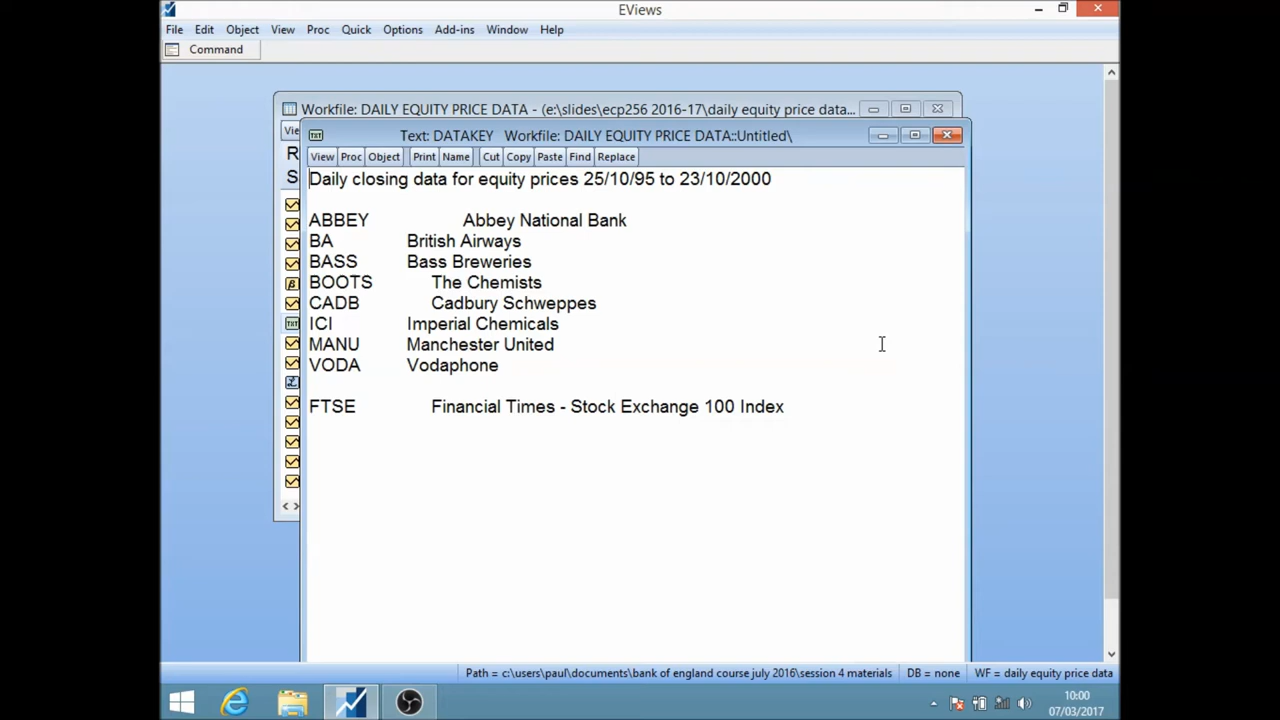 EViews
File Edit Object View Proc Quick Options Add-ins Window Help
Command
Workfile: DAILY EQUITY PRICE DATA - (e:\slides\ecp256 2016-17\daily equity price data...
Text: DATAKEY Workfile: DAILY EQUITY PRICE DATA::Untitled\
View Proc Object Print Name Cut Copy Paste Find Replace
Daily closing data for equity prices 25/10/95 to 23/10/2000
ABBEY Abbey National Bank
BA British Airways
BASS Bass Breweries
BOOTS The Chemists
CADB Cadbury Schweppes
ICI Imperial Chemicals
MANU Manchester United
VODA Vodaphone
FTSE Financial Times - Stock Exchange 100 Index
Path = c:\users\paul\documents\bank of england course july 2016\session 4 materials DB = none WF = daily equity price data
10:00
07/03/2017